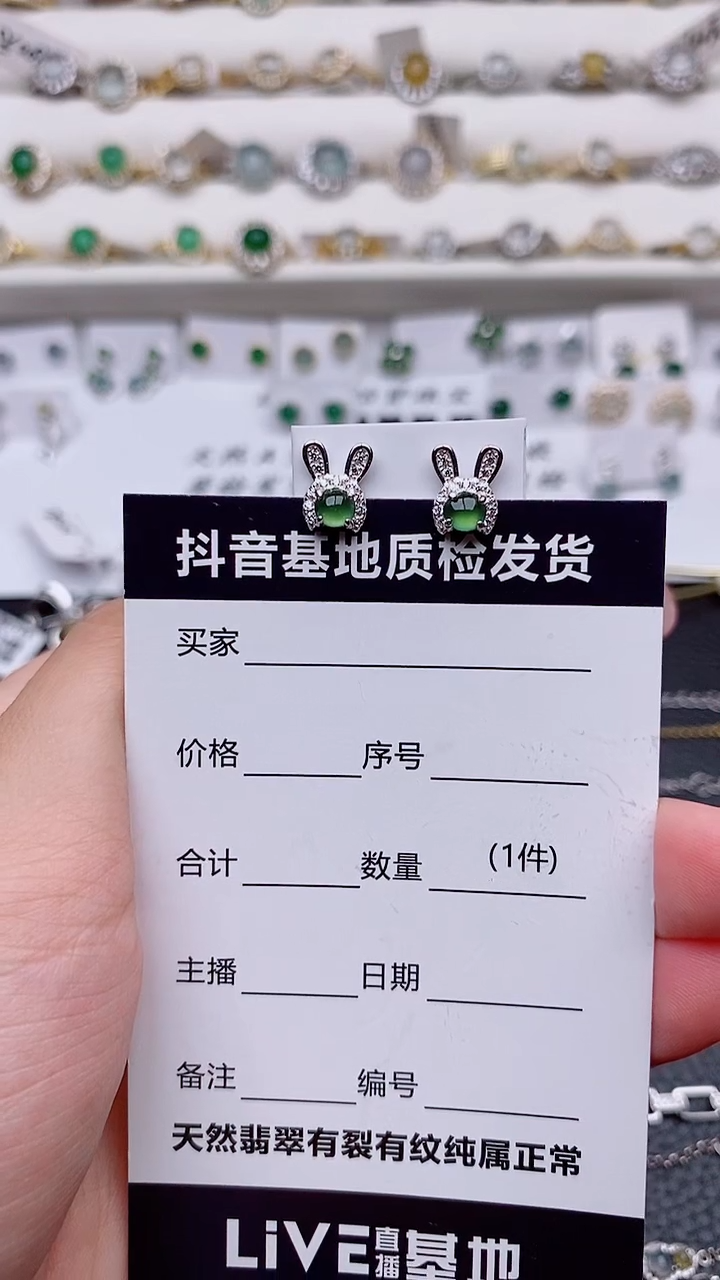 抖音基地质检发货
买家
价格 序号
合计 数量 (1件)
主播 日期
备注 编号
天然翡翠有裂有纹纯属正常
LiVE直播基地